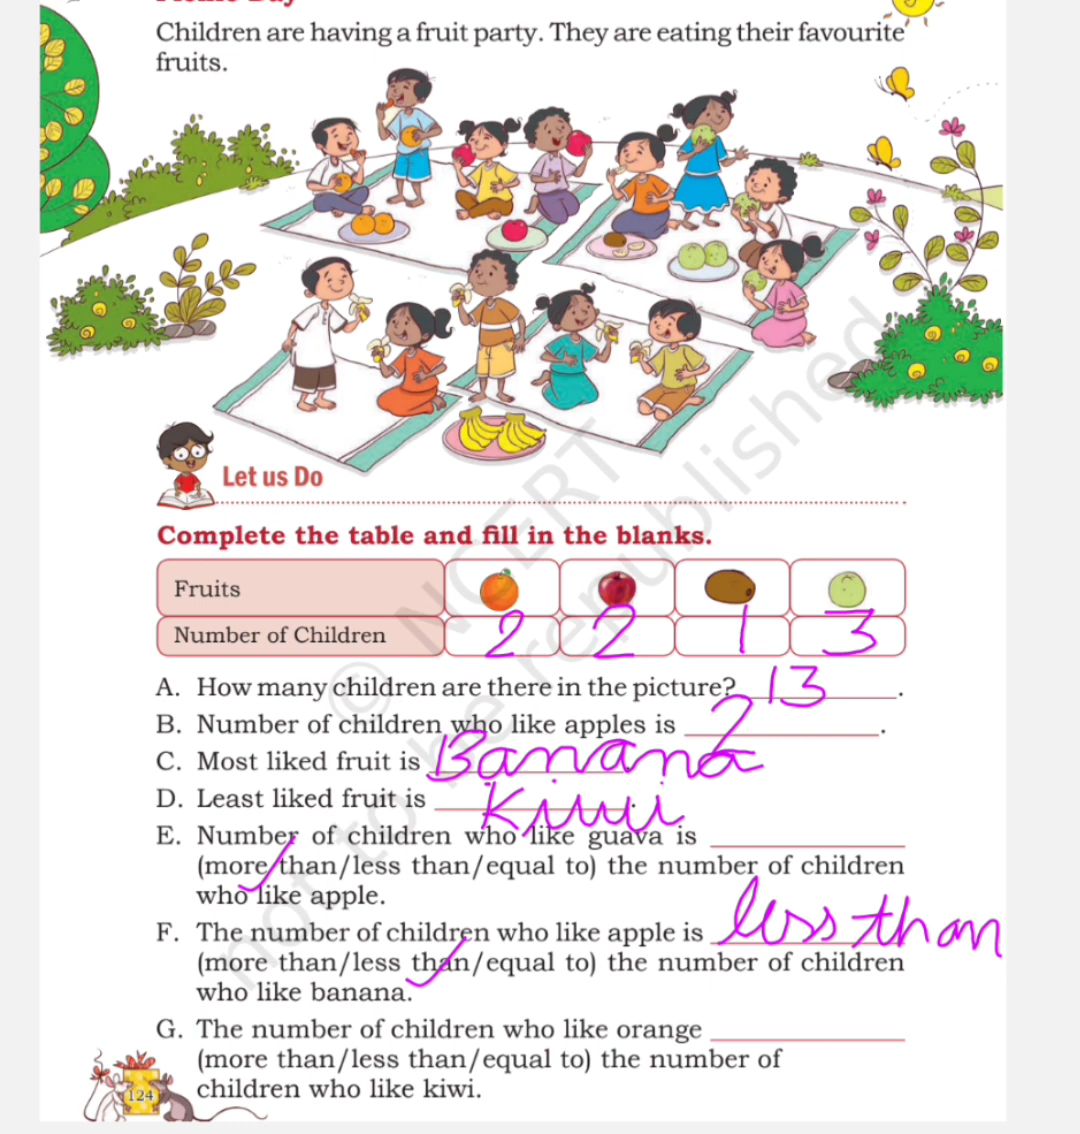 Children are having a fruit party. They are eating their favourite
fruits.
Let us Do
Complete the table and fill in the blanks.
Fruits
Number of Children 2 2 1 3
A. How many children are there in the picture? 13.
B. Number of children who like apples is 2.
C. Most liked fruit is Banana
D. Least liked fruit is Kiwi.
E. Number of children who like guava is
(more than/less than/equal to) the number of children
who like apple.
F. The number of children who like apple is less than
(more than/less than/equal to) the number of children
who like banana.
G. The number of children who like orange
(more than/less than/equal to) the number of
children who like kiwi.
124
© NCERT
not to be republished